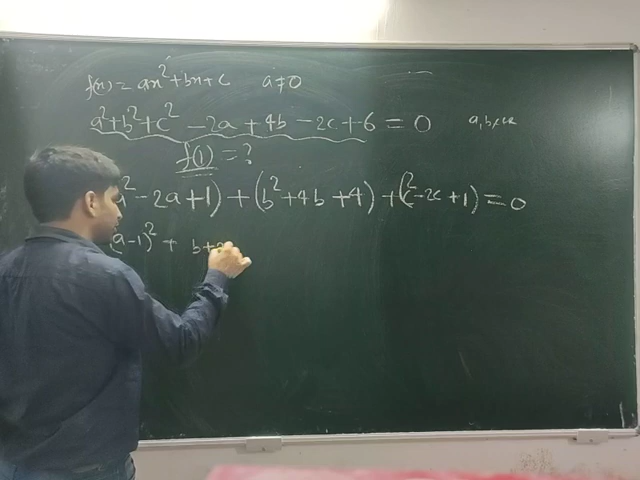 f(x) = ax²+bx+c a≠0
a²+b²+c² -2a+4b-2c+6=0
f(1) = ?
a²-2a+1)+(b²+4b+4)+(c²-2c+1)=0
(a-1)²+ b+2